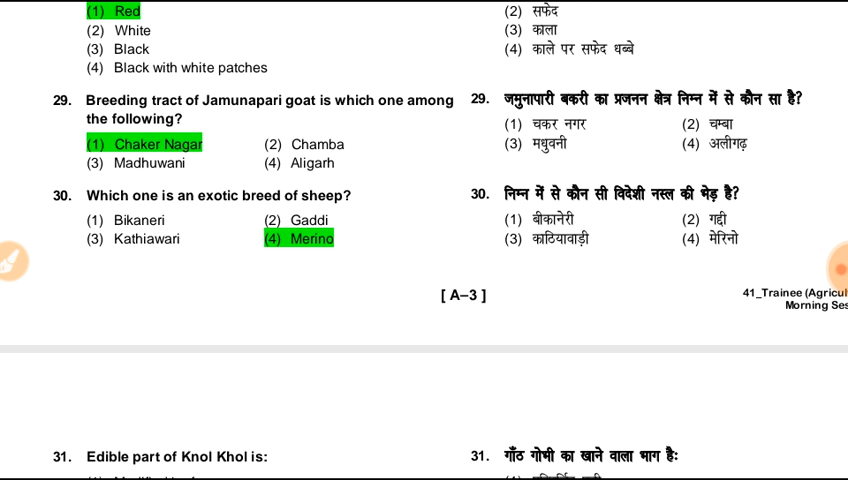 (1) Red
(2) White
(3) Black
(4) Black with white patches
(2) सफेद
(3) काला
(4) काले पर सफेद धब्बे
29. Breeding tract of Jamunapari goat is which one among
the following?
(1) Chaker Nagar (2) Chamba
(3) Madhuwani (4) Aligarh
29. जमुनापारी बकरी का प्रजनन क्षेत्र निम्न में से कौन सा है?
(1) चकर नगर (2) चम्बा
(3) मधुवनी (4) अलीगढ़
30. Which one is an exotic breed of sheep?
(1) Bikaneri (2) Gaddi
(3) Kathiawari (4) Merino
30. निम्न में से कौन सी विदेशी नस्ल की भेड़ है?
(1) बीकानेरी (2) गद्दी
(3) काठियावाड़ी (4) मेरिनो
[ A–3 ]
41_Trainee (Agricul
Morning Ses
31. Edible part of Knol Khol is:
31. गाँठ गोभी का खाने वाला भाग है: